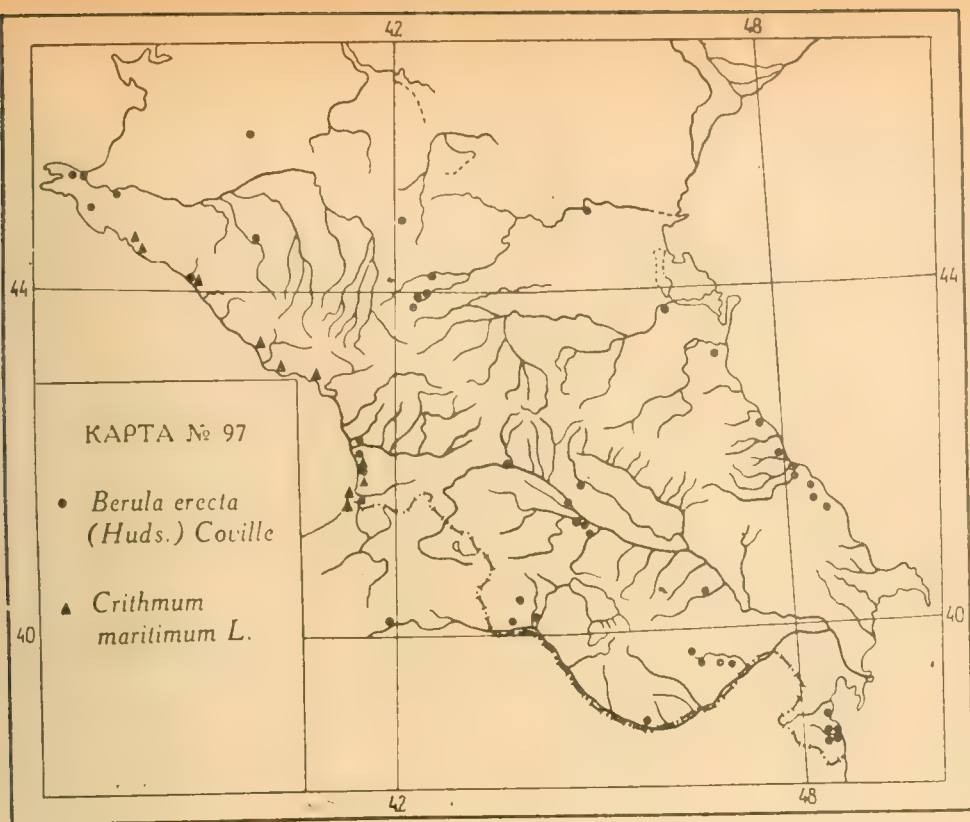 42 48
44 44
КАРТА № 97
Berula erecta
(Huds.) Coville
Crithmum
maritimum L.
40 40
42 48